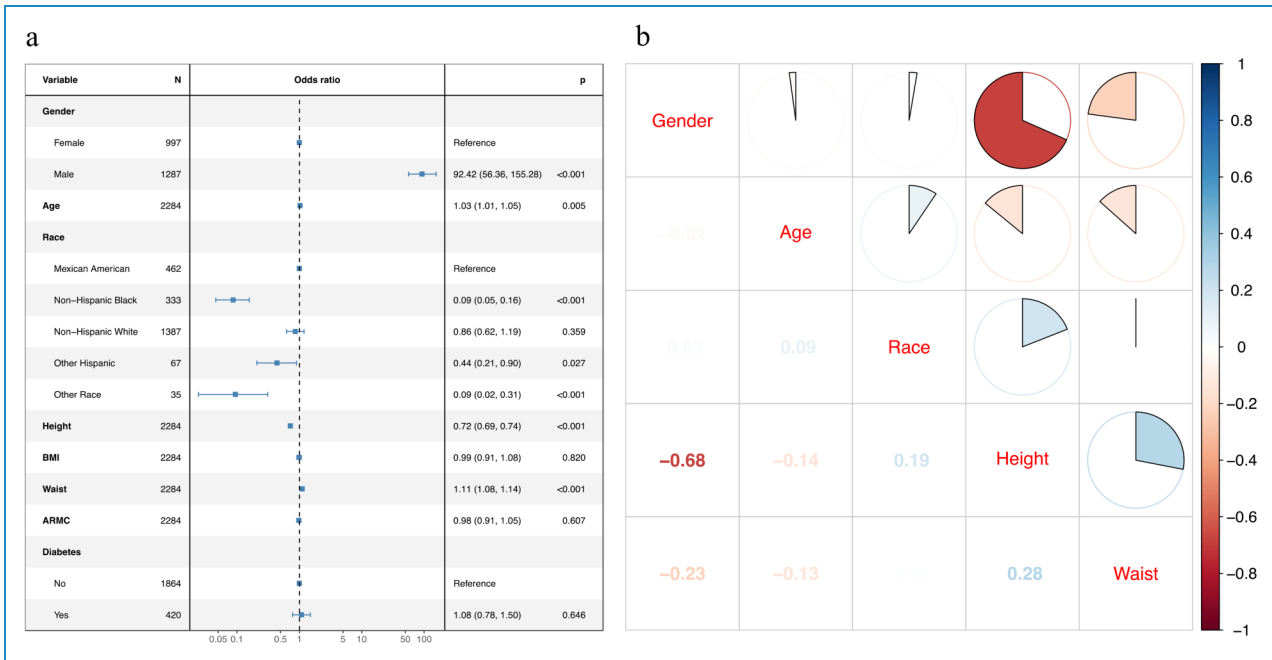 a
Variable N Odds ratio p
Gender
Female 997 Reference
Male 1287 92.42 (56.36, 155.28) <0.001
Age 2284 1.03 (1.01, 1.05) 0.005
Race
Mexican American 462 Reference
Non−Hispanic Black 333 0.09 (0.05, 0.16) <0.001
Non−Hispanic White 1387 0.86 (0.62, 1.19) 0.359
Other Hispanic 67 0.44 (0.21, 0.90) 0.027
Other Race 35 0.09 (0.02, 0.31) <0.001
Height 2284 0.72 (0.69, 0.74) <0.001
BMI 2284 0.99 (0.91, 1.08) 0.820
Waist 2284 1.11 (1.08, 1.14) <0.001
ARMC 2284 0.98 (0.91, 1.05) 0.607
Diabetes
No 1864 Reference
Yes 420 1.08 (0.78, 1.50) 0.646
0.05 0.1 0.5 1 5 10 50 100
b
Gender
−0.02 Age
0.03 0.09 Race
−0.68 −0.14 0.19 Height
−0.23 −0.13 0.28 Waist
1
0.8
0.6
0.4
0.2
0
−0.2
−0.4
−0.6
−0.8
−1